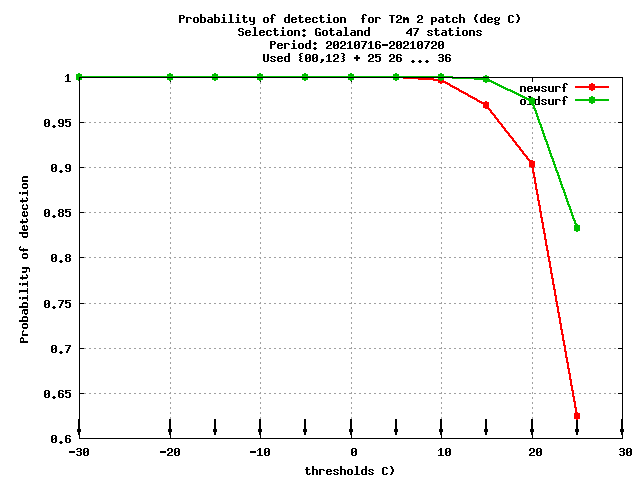 Probability of detection  for T2m 2 patch (deg C)
Selection: Gotaland     47 stations
Period: 20210716-20210720
Used {00,12} + 25 26 ... 36
newsurf
oldsurf
Probability of detection
1
0.95
0.9
0.85
0.8
0.75
0.7
0.65
0.6
-30 -20 -10 0 10 20 30
thresholds C)